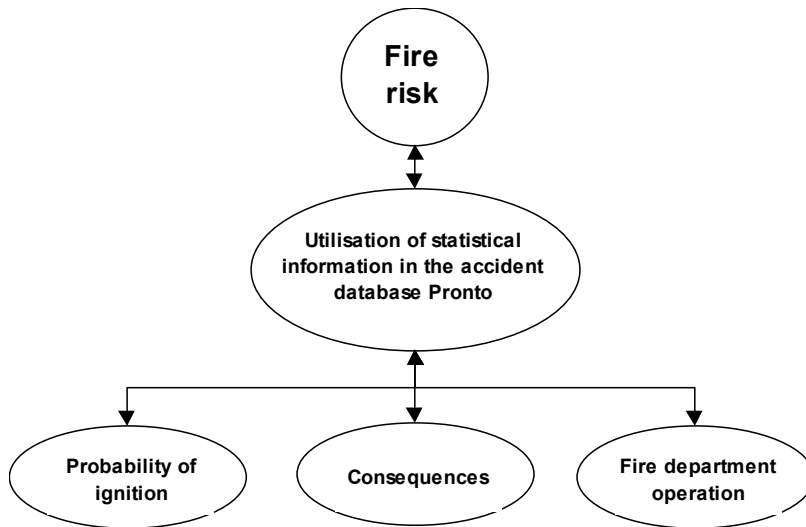 Fire
risk
Utilisation of statistical
information in the accident
database Pronto
Probability of
ignition
Consequences
Fire department
operation